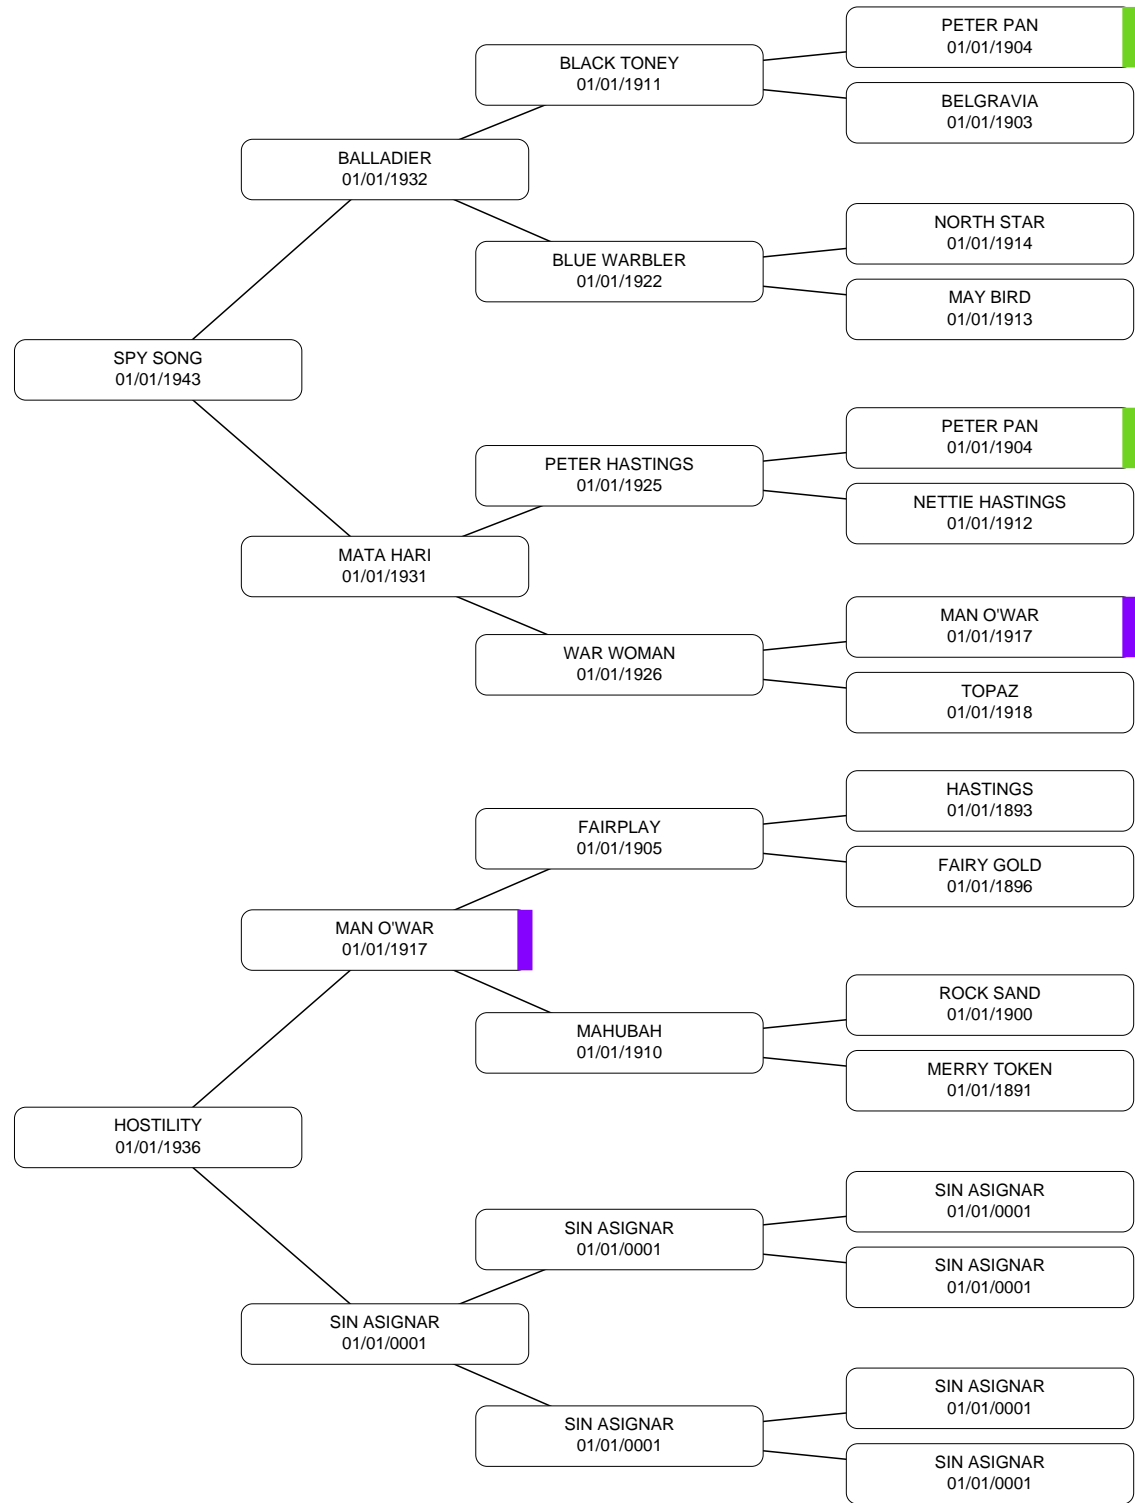 PETER PAN
01/01/1904
BLACK TONEY
01/01/1911
BELGRAVIA
01/01/1903
BALLADIER
01/01/1932
NORTH STAR
01/01/1914
BLUE WARBLER
01/01/1922
MAY BIRD
01/01/1913
SPY SONG
01/01/1943
PETER PAN
01/01/1904
PETER HASTINGS
01/01/1925
NETTIE HASTINGS
01/01/1912
MATA HARI
01/01/1931
MAN O'WAR
01/01/1917
WAR WOMAN
01/01/1926
TOPAZ
01/01/1918
HASTINGS
01/01/1893
FAIRPLAY
01/01/1905
FAIRY GOLD
01/01/1896
MAN O'WAR
01/01/1917
ROCK SAND
01/01/1900
MAHUBAH
01/01/1910
MERRY TOKEN
01/01/1891
HOSTILITY
01/01/1936
SIN ASIGNAR
01/01/0001
SIN ASIGNAR
01/01/0001
SIN ASIGNAR
01/01/0001
SIN ASIGNAR
01/01/0001
SIN ASIGNAR
01/01/0001
SIN ASIGNAR
01/01/0001
SIN ASIGNAR
01/01/0001